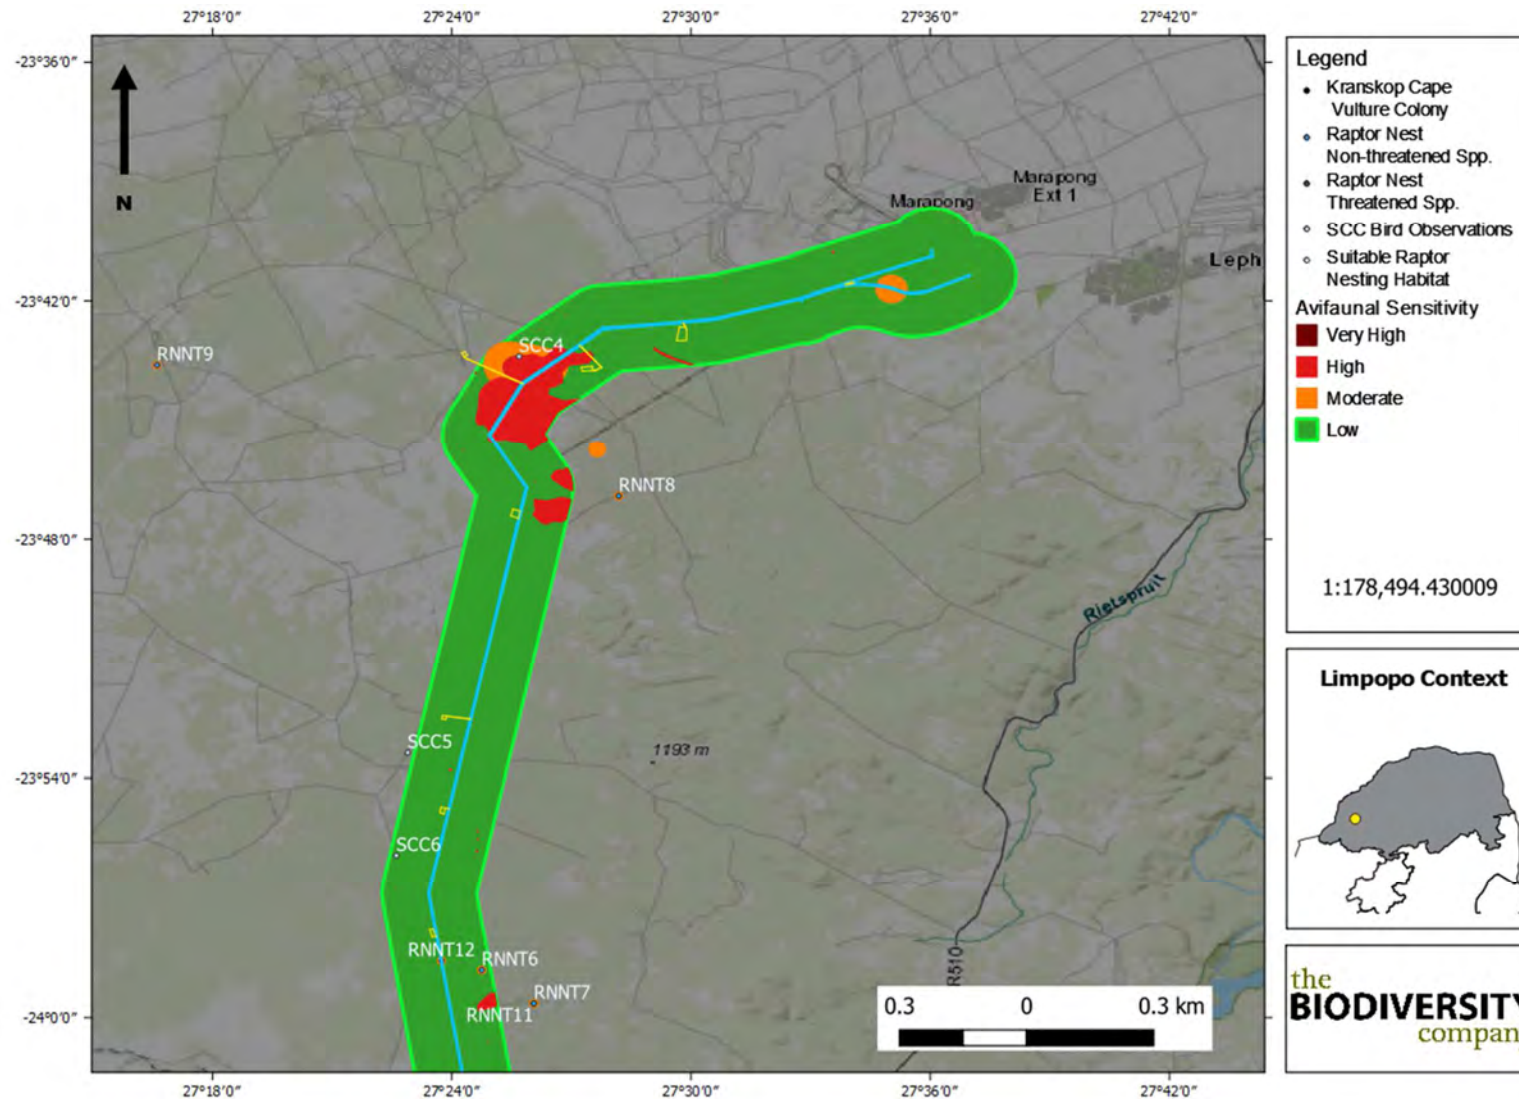 27°18'0"
27°24'0"
27°30'0"
27°36'0"
27°42'0"
-23°36'0"
-23°42'0"
-23°48'0"
-23°54'0"
-24°0'0"
N
Marapong
Ext 1
Marapong
Leph
SCC4
RNNT9
RNNT8
Rietspruit
1193 m
SCC5
SCC6
RNNT12
RNNT6
RNNT7
RNNT11
R510
0.3
0
0.3 km
27°18'0"
27°24'0"
27°30'0"
27°36'0"
27°42'0"
Legend
Kranskop Cape
Vulture Colony
Raptor Nest
Non-threatened Spp.
Raptor Nest
Threatened Spp.
SCC Bird Observations
Suitable Raptor
Nesting Habitat
Avifaunal Sensitivity
Very High
High
Moderate
Low
1:178,494.430009
Limpopo Context
the
BIODIVERSITY
compan